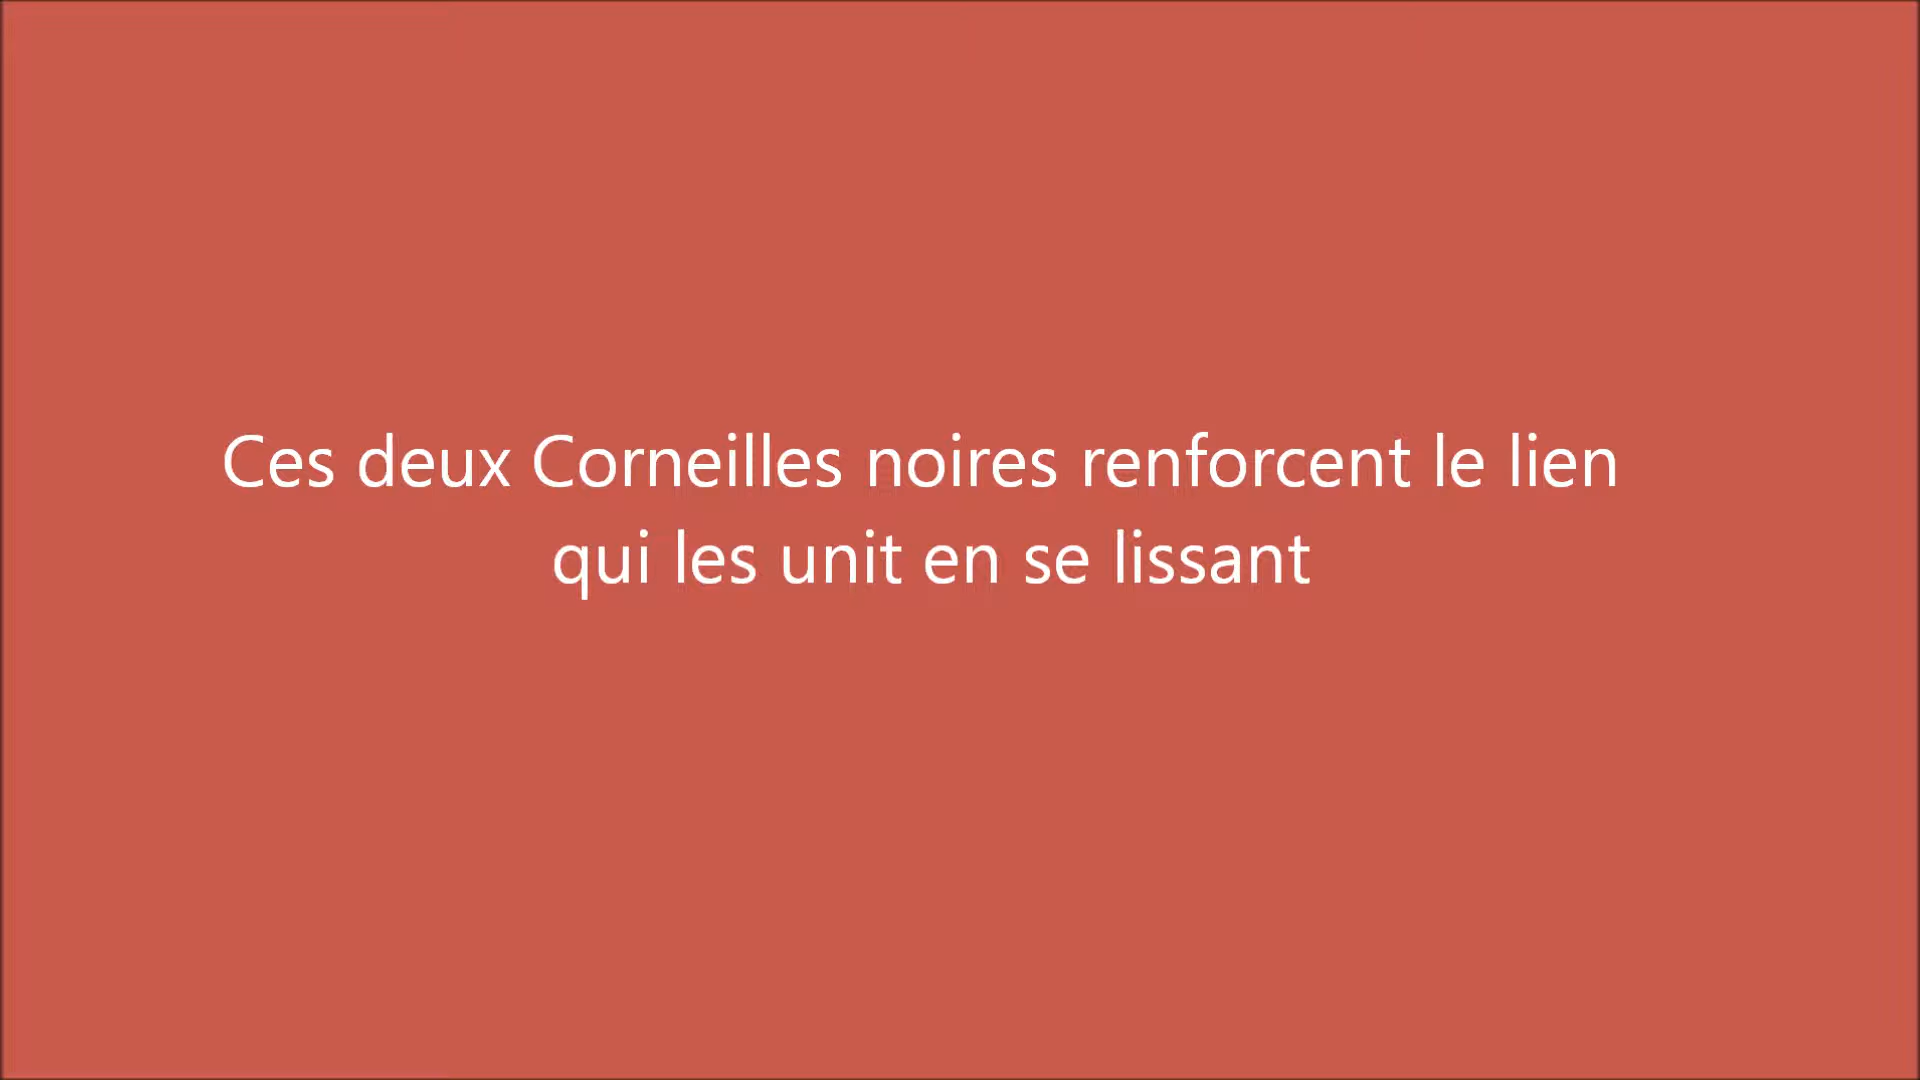 Ces deux Corneilles noires renforcent le lien
qui les unit en se lissant